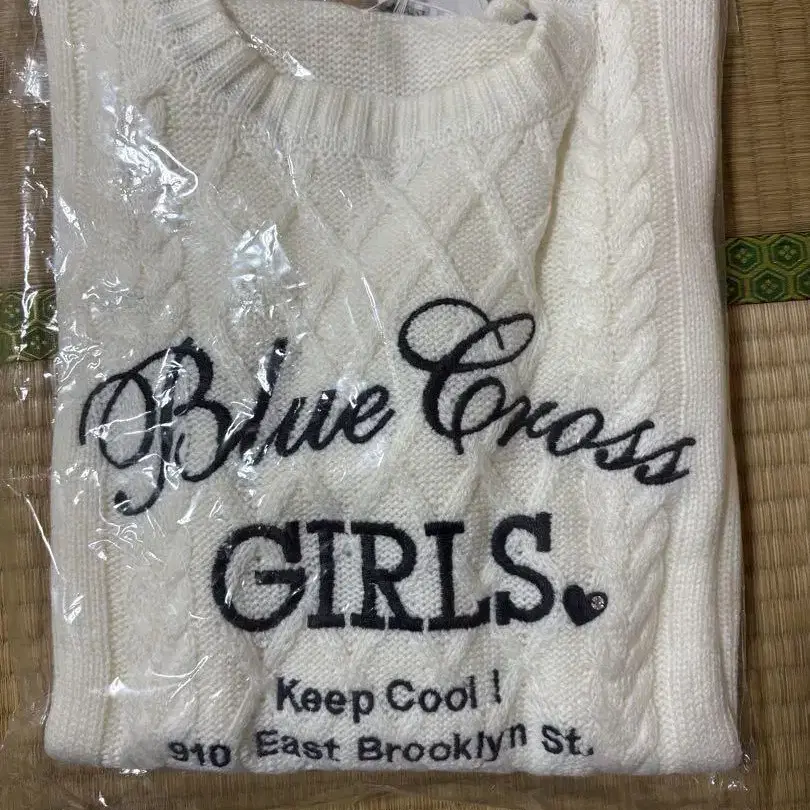 Blue Cross
GIRLS.
Keep Cool !
910 East Brooklyn St.